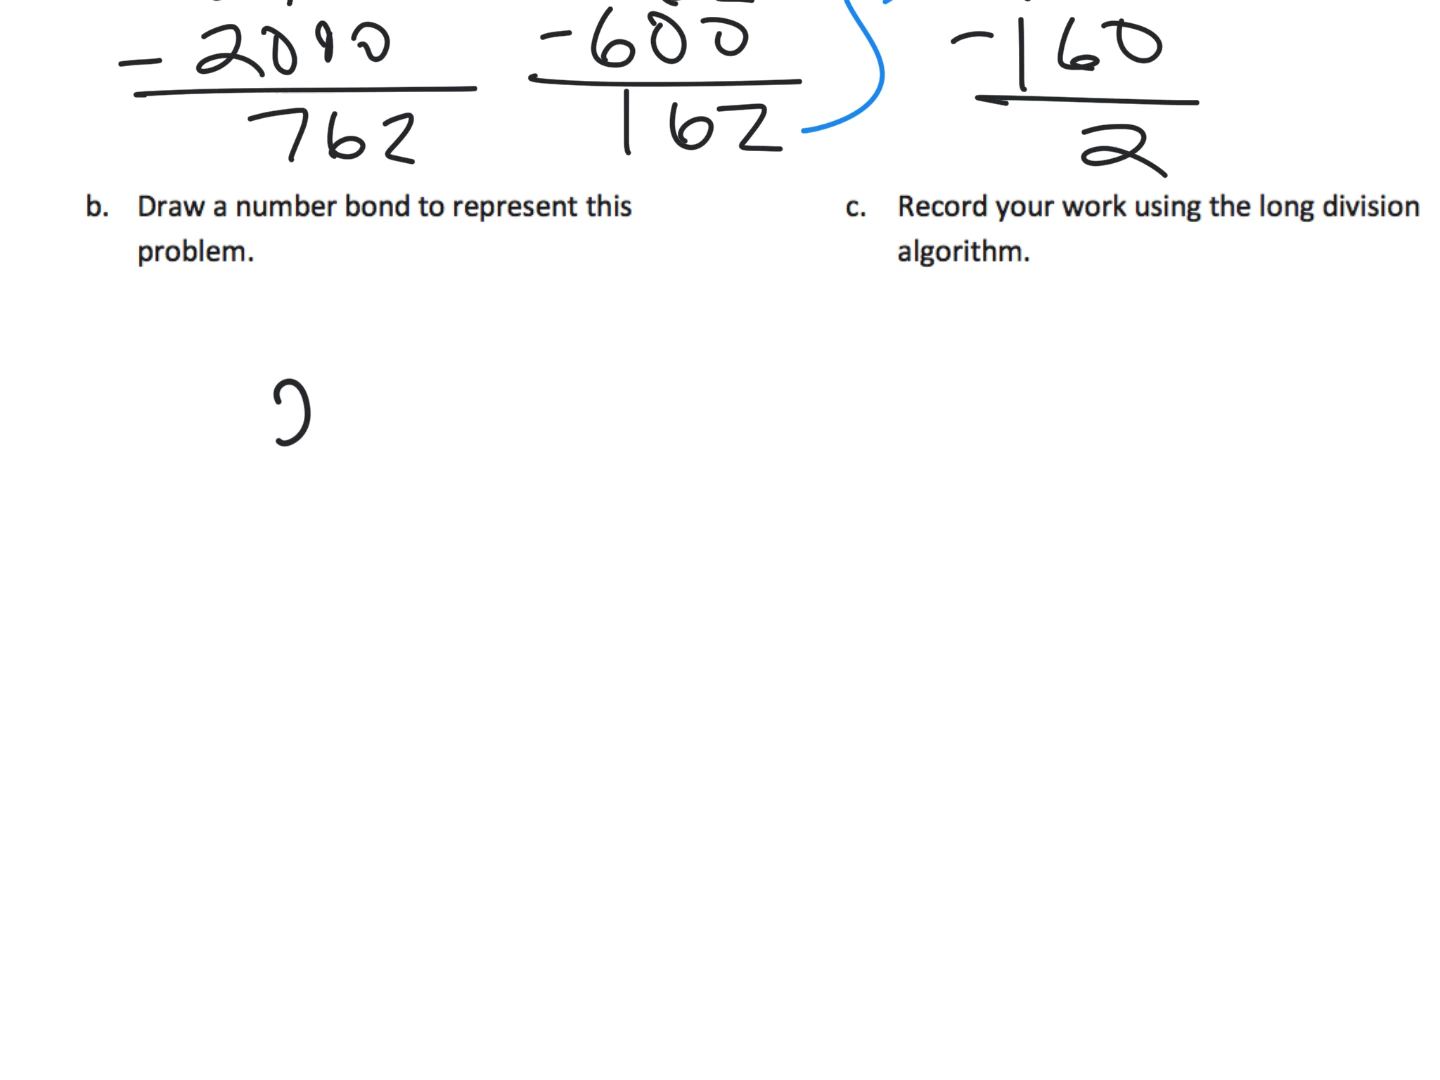 - 2000 - 600 - 160
762 162 2
b. Draw a number bond to represent this c. Record your work using the long division
problem. algorithm.